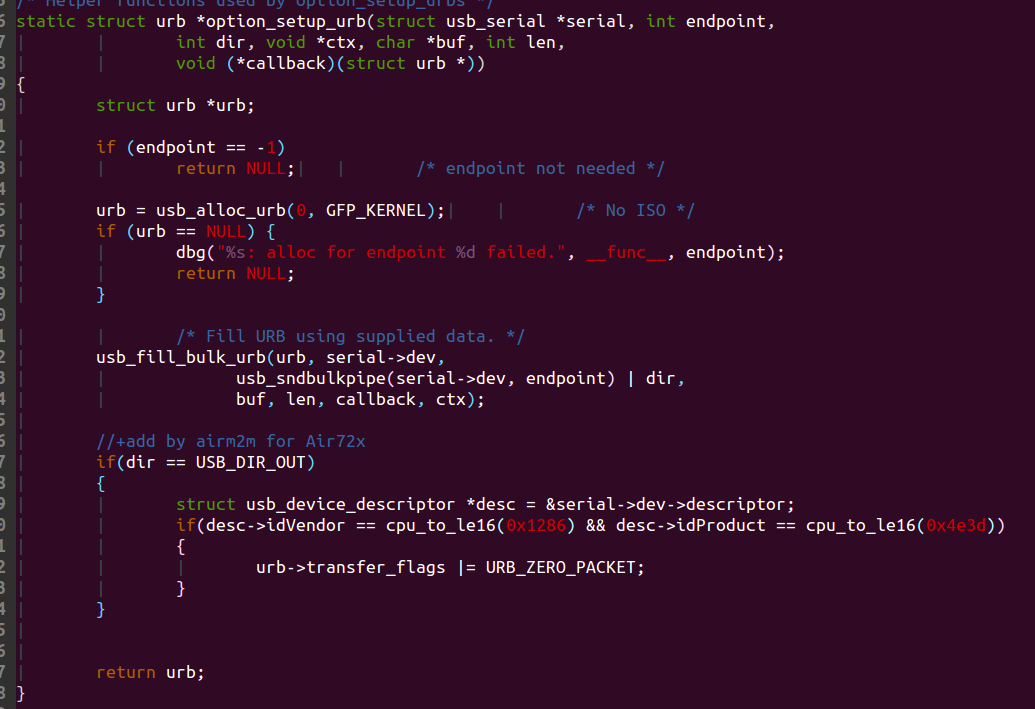 /* Helper functions used by option_setup_urbs */
static struct urb *option_setup_urb(struct usb_serial *serial, int endpoint,
int dir, void *ctx, char *buf, int len,
void (*callback)(struct urb *))
{
struct urb *urb;
if (endpoint == -1)
return NULL; /* endpoint not needed */
urb = usb_alloc_urb(0, GFP_KERNEL); /* No ISO */
if (urb == NULL) {
dbg("%s: alloc for endpoint %d failed.", __func__, endpoint);
return NULL;
}
/* Fill URB using supplied data. */
usb_fill_bulk_urb(urb, serial->dev,
usb_sndbulkpipe(serial->dev, endpoint) | dir,
buf, len, callback, ctx);
//+add by airm2m for Air72x
if(dir == USB_DIR_OUT)
{
struct usb_device_descriptor *desc = &serial->dev->descriptor;
if(desc->idVendor == cpu_to_le16(0x1286) && desc->idProduct == cpu_to_le16(0x4e3d))
{
urb->transfer_flags |= URB_ZERO_PACKET;
}
}
return urb;
}